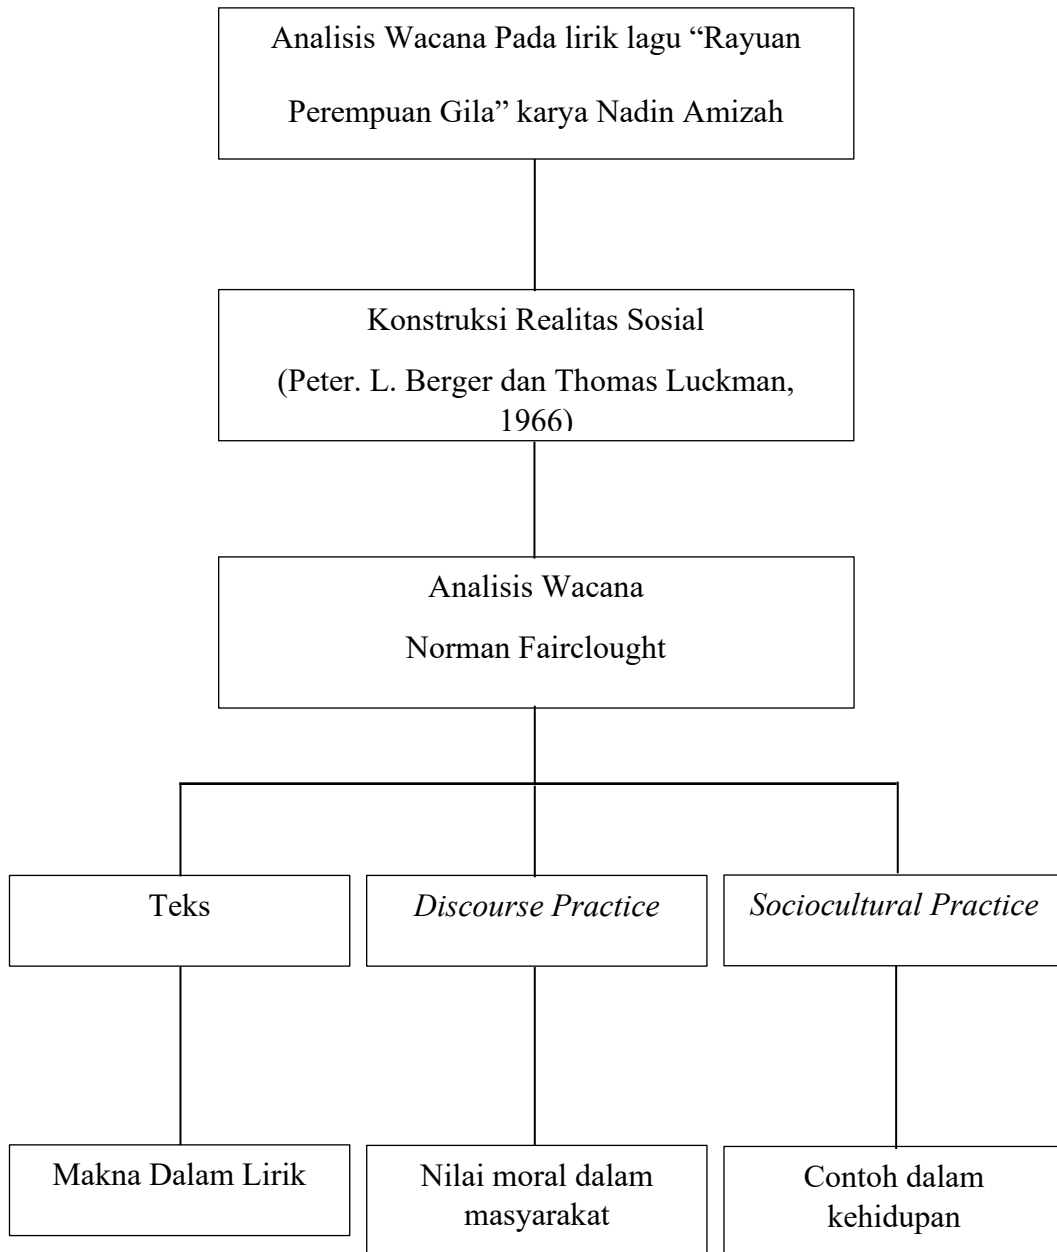 Analisis Wacana Pada lirik lagu “Rayuan
Perempuan Gila” karya Nadin Amizah
Konstruksi Realitas Sosial
(Peter. L. Berger dan Thomas Luckman,
1966)
Analisis Wacana
Norman Fairclought
Teks
Discourse Practice
Sociocultural Practice
Makna Dalam Lirik
Nilai moral dalam
masyarakat
Contoh dalam
kehidupan